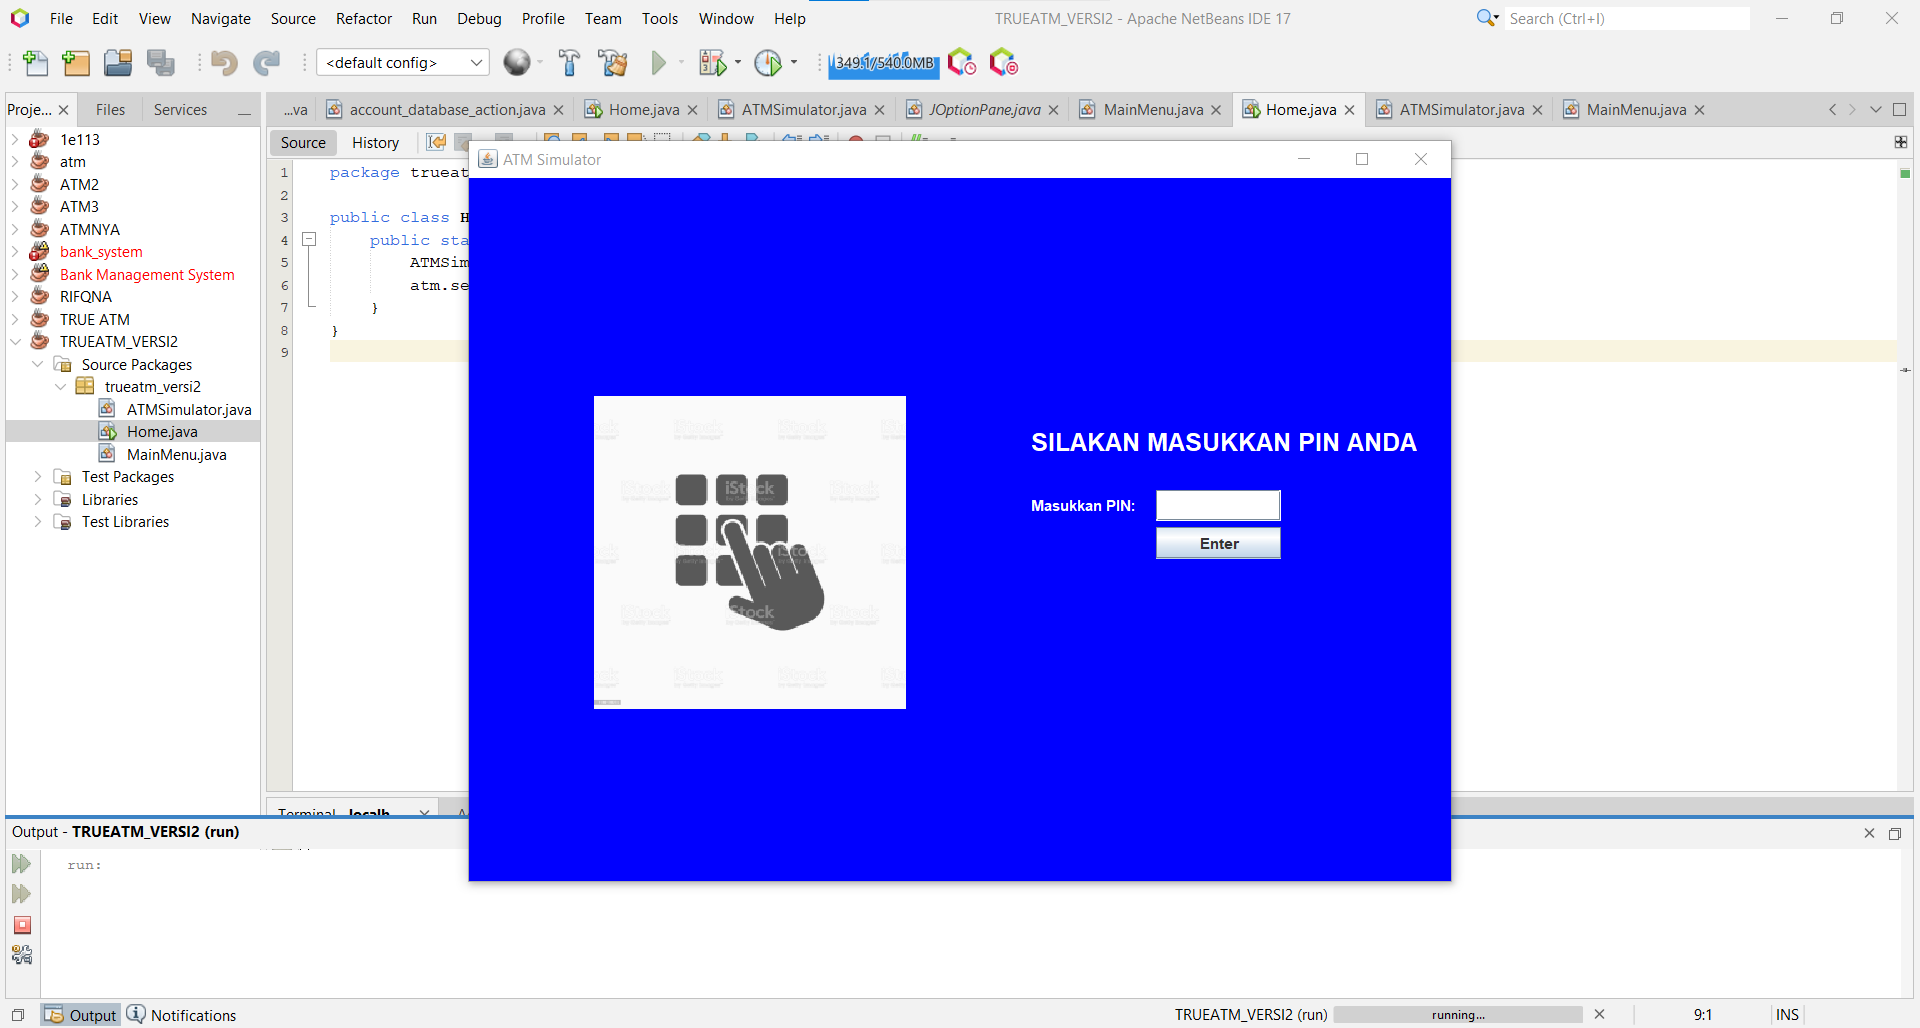 File Edit View Navigate Source Refactor Run Debug Profile Team Tools Window Help
TRUEATM_VERSI2 - Apache NetBeans IDE 17
Search (Ctrl+I)
<default config>
349.1/540.0MB
Proje...
Files
Services
...va
account_database_action.java
Home.java
ATMSimulator.java
JOptionPane.java
MainMenu.java
Home.java
ATMSimulator.java
MainMenu.java
1e113
atm
ATM2
ATM3
ATMNYA
bank_system
Bank Management System
RIFQNA
TRUE ATM
TRUEATM_VERSI2
Source Packages
trueatm_versi2
ATMSimulator.java
Home.java
MainMenu.java
Test Packages
Libraries
Test Libraries
Source History
1 package trueat
2
3 public class H
4 public sta
5 ATMSim
6 atm.se
7 }
8 }
9
ATM Simulator
iStock
SILAKAN MASUKKAN PIN ANDA
Masukkan PIN:
Enter
Terminal - localh
Output - TRUEATM_VERSI2 (run)
run:
Output
Notifications
TRUEATM_VERSI2 (run)
running...
9:1
INS